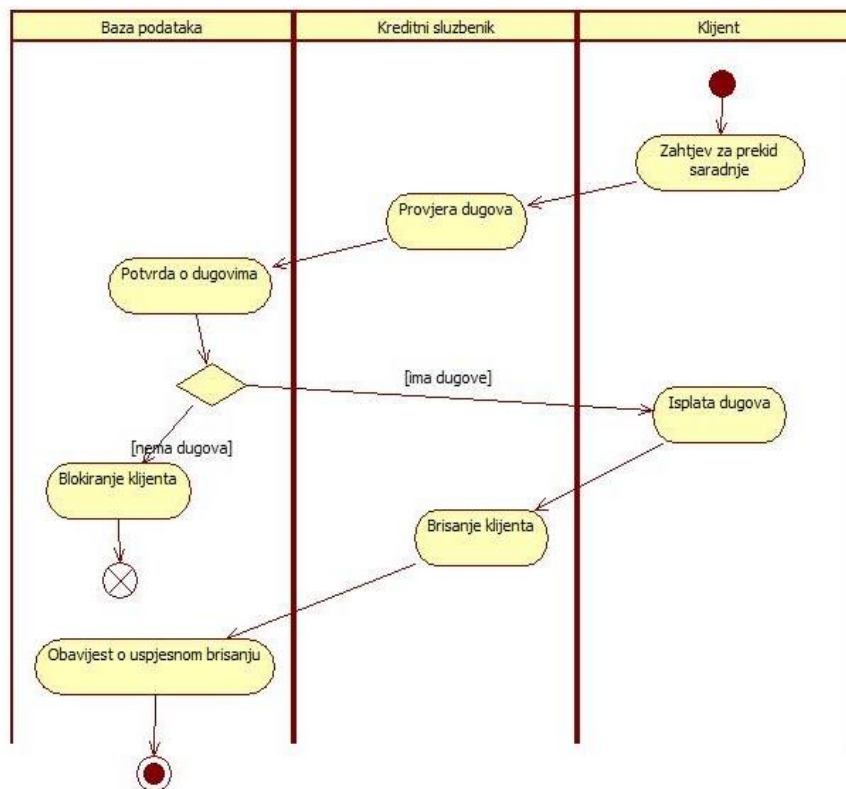 Baza podataka
Kreditni sluzbenik
Klijent
Zahtjev za prekid
saradnje
Provjera dugova
Potvrda o dugovima
[ima dugove]
Isplata dugova
[nema dugova]
Blokiranje klijenta
Brisanje klijenta
Obavijest o uspjesnom brisanju